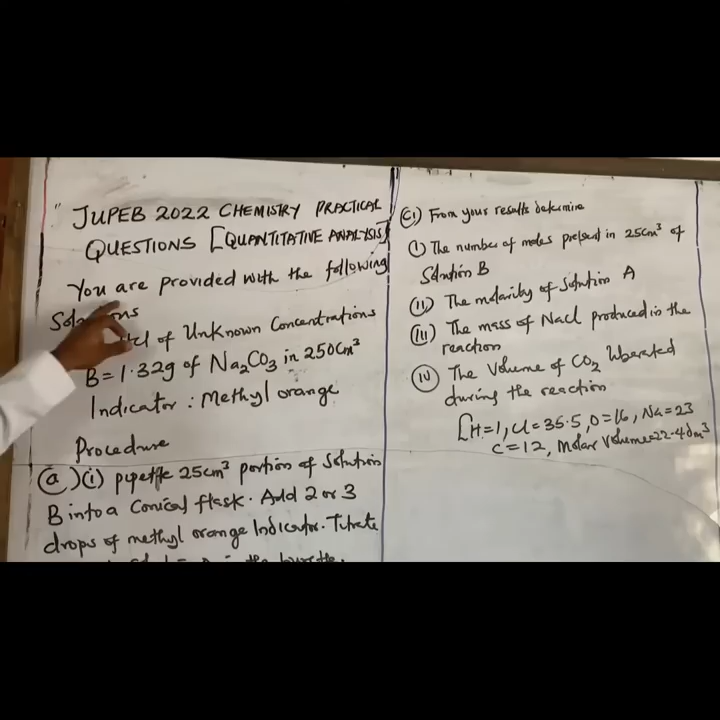 " JUPEB 2022 CHEMISTRY PRACTICAL
QUESTIONS [QUANTITATIVE ANALYSIS]
You are provided with the following
of Unknown Concentrations
B = 1.32g of Na₂CO₃ in 250cm³
Indicator : Methyl orange
Procedure
(a)(i) pipette 25cm³ portion of Solution
B into a Conical flask. Add 2 or 3
drops of methyl orange Indicator. Titrate
(C i) From your results determine
(i) The number of moles present in 25cm³ of
Solution B
(ii) The molarity of Solution A
(iii) The mass of NaCl produced in the
reaction
(iv) The Volume of CO₂ liberated
during the reaction
[H=1, Cl=35.5, O=16, Na=23
C=12, Molar Volume=22.4dm³